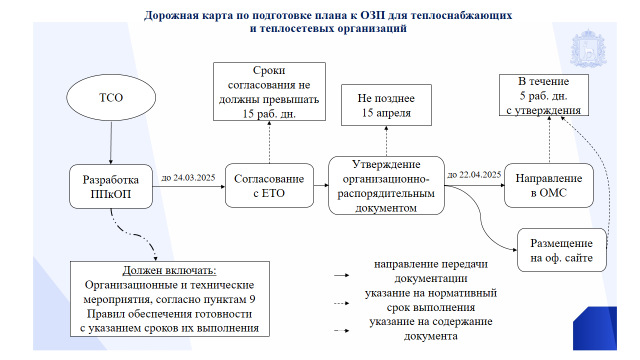 Дорожная карта по подготовке плана к ОЗП для теплоснабжающих
и теплосетевых организаций
ТСО
Сроки
согласования не
должны превышать
15 раб. дн.
Не позднее
15 апреля
В течение
5 раб. дн.
с утверждения
Разработка
ППкОП
до 24.03.2025
Согласование
с ЕТО
Утверждение
организационно-
распорядительным
документом
до 22.04.2025
Направление
в ОМС
Размещение
на оф. сайте
Должен включать:
Организационные и технические
мероприятия, согласно пунктам 9
Правил обеспечения готовности
с указанием сроков их выполнения
направление передачи
документации
указание на нормативный
срок выполнения
указание на содержание
документа